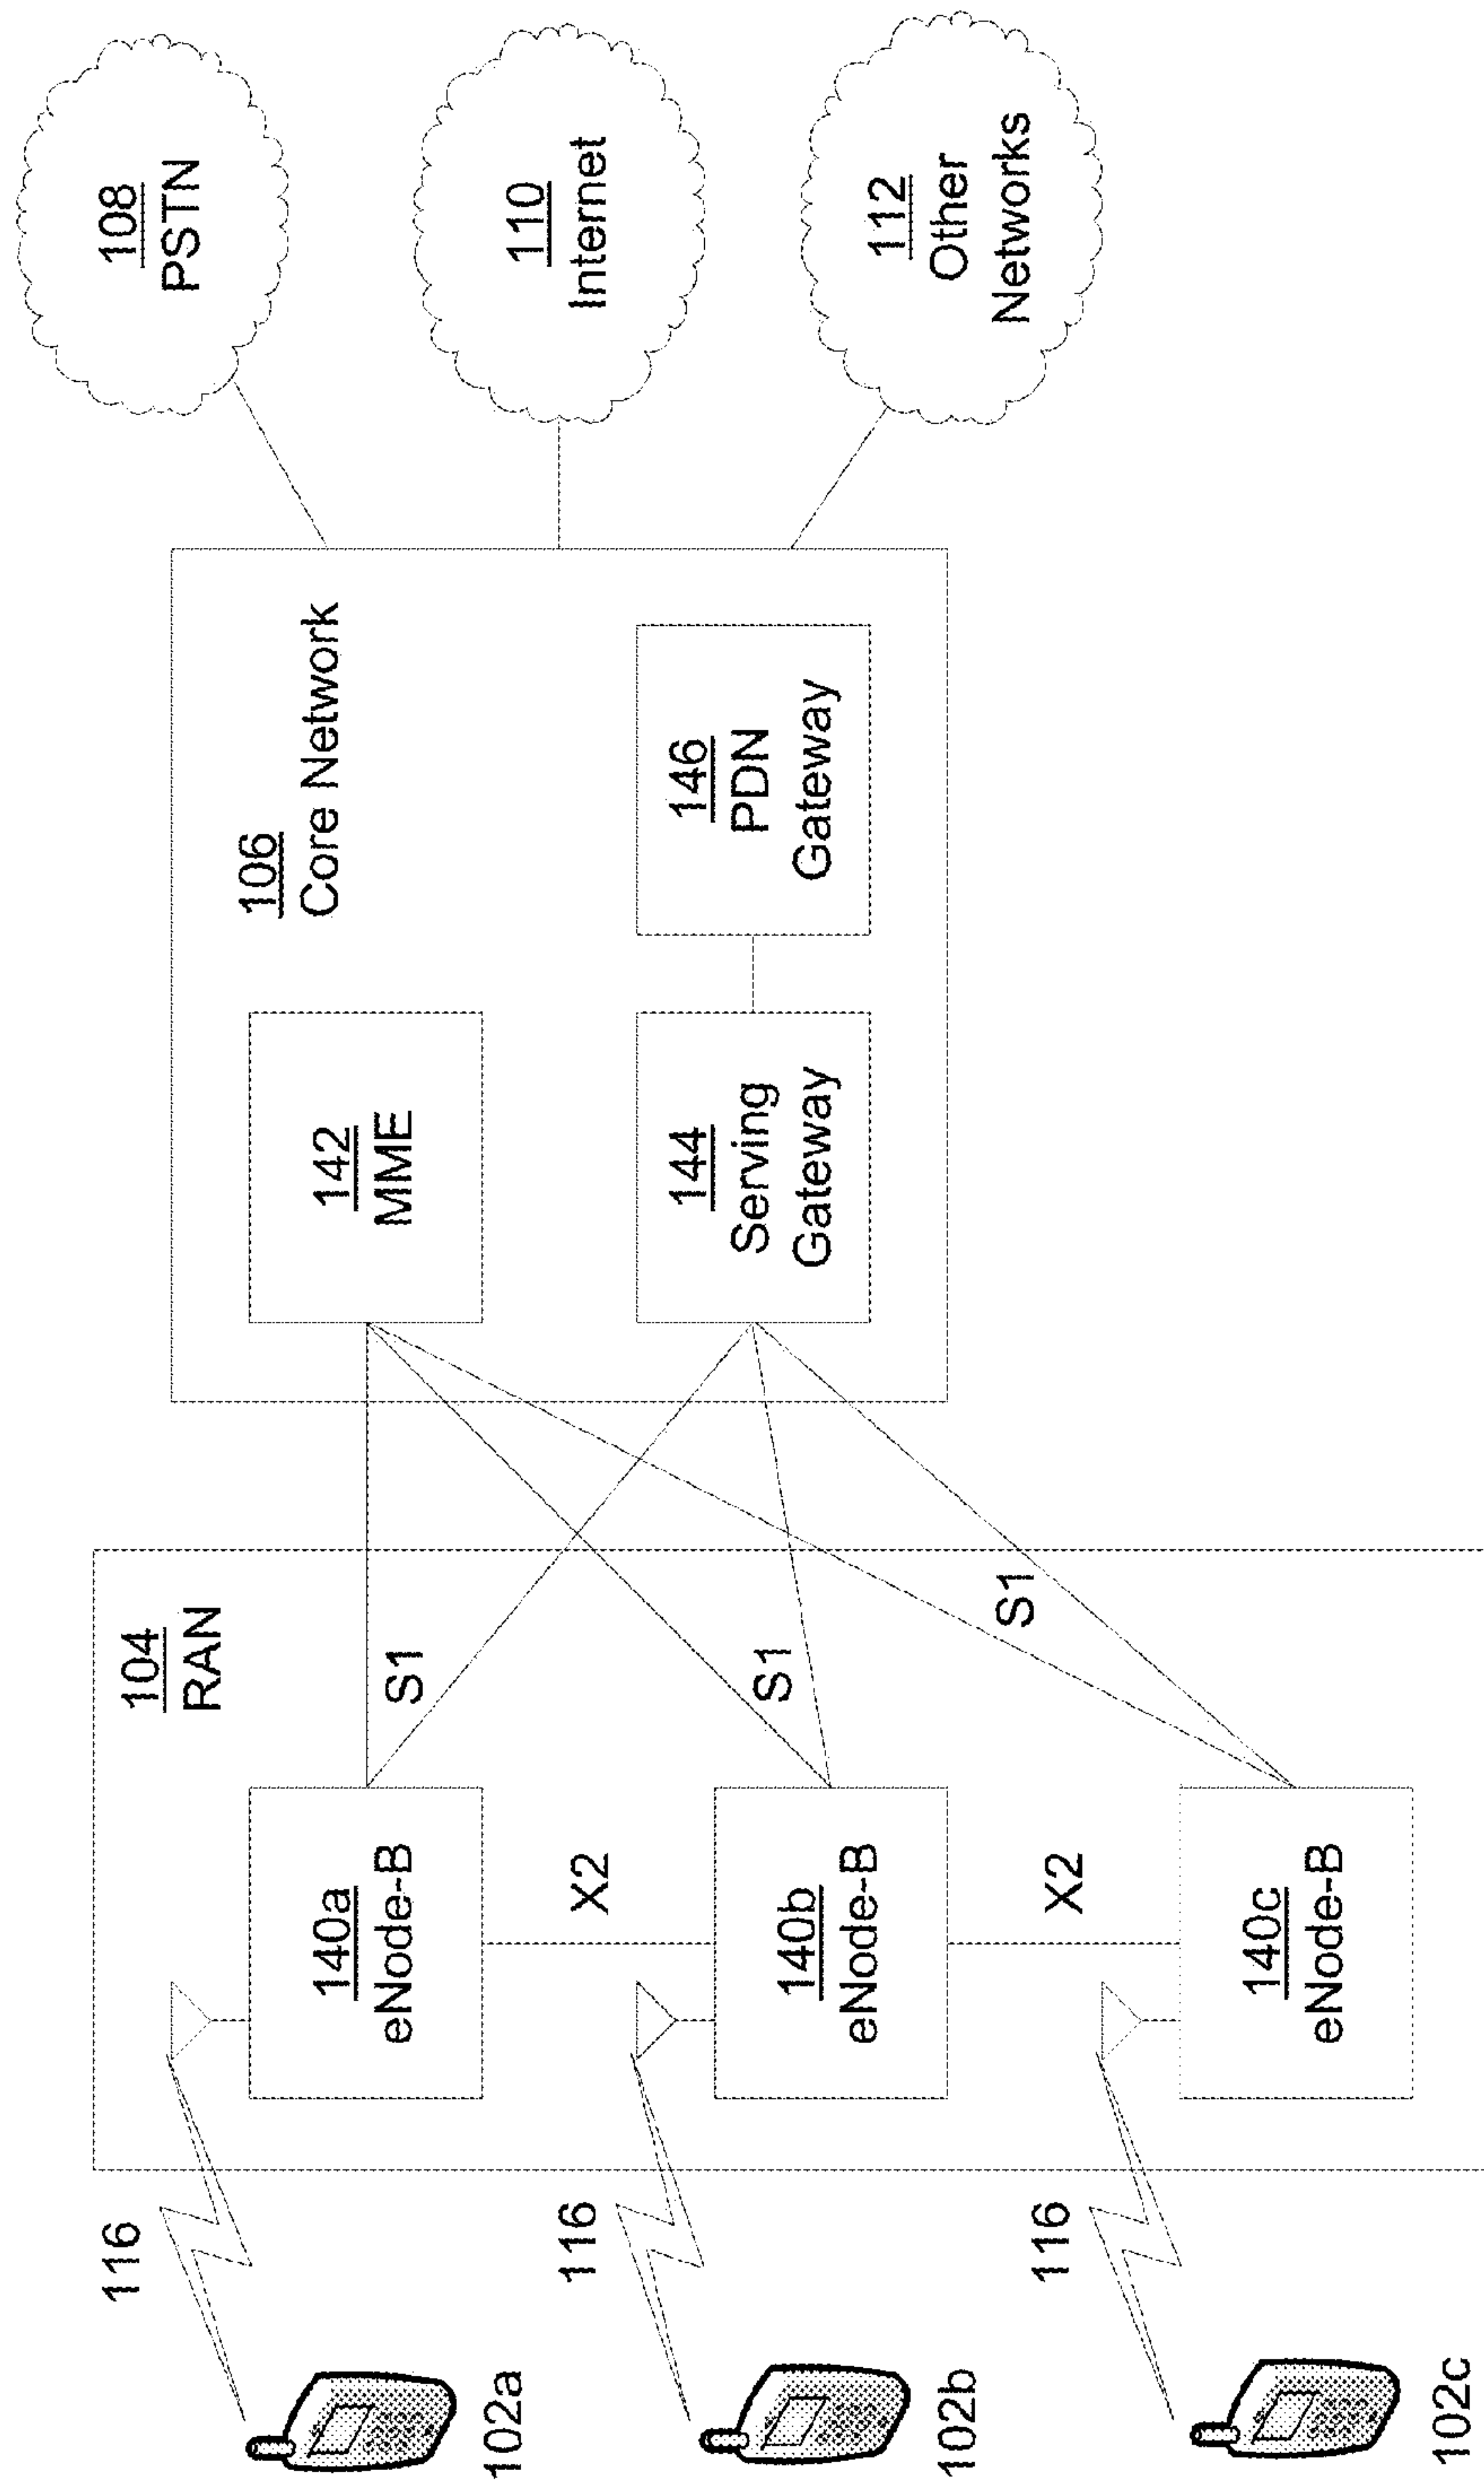 116
102a
116
102b
116
102c
104
RAN
140a
eNode-B
X2
140b
eNode-B
X2
140c
eNode-B
S1
S1
S1
106
Core Network
142
MME
144
Serving
Gateway
146
PDN
Gateway
108
PSTN
110
Internet
112
Other
Networks